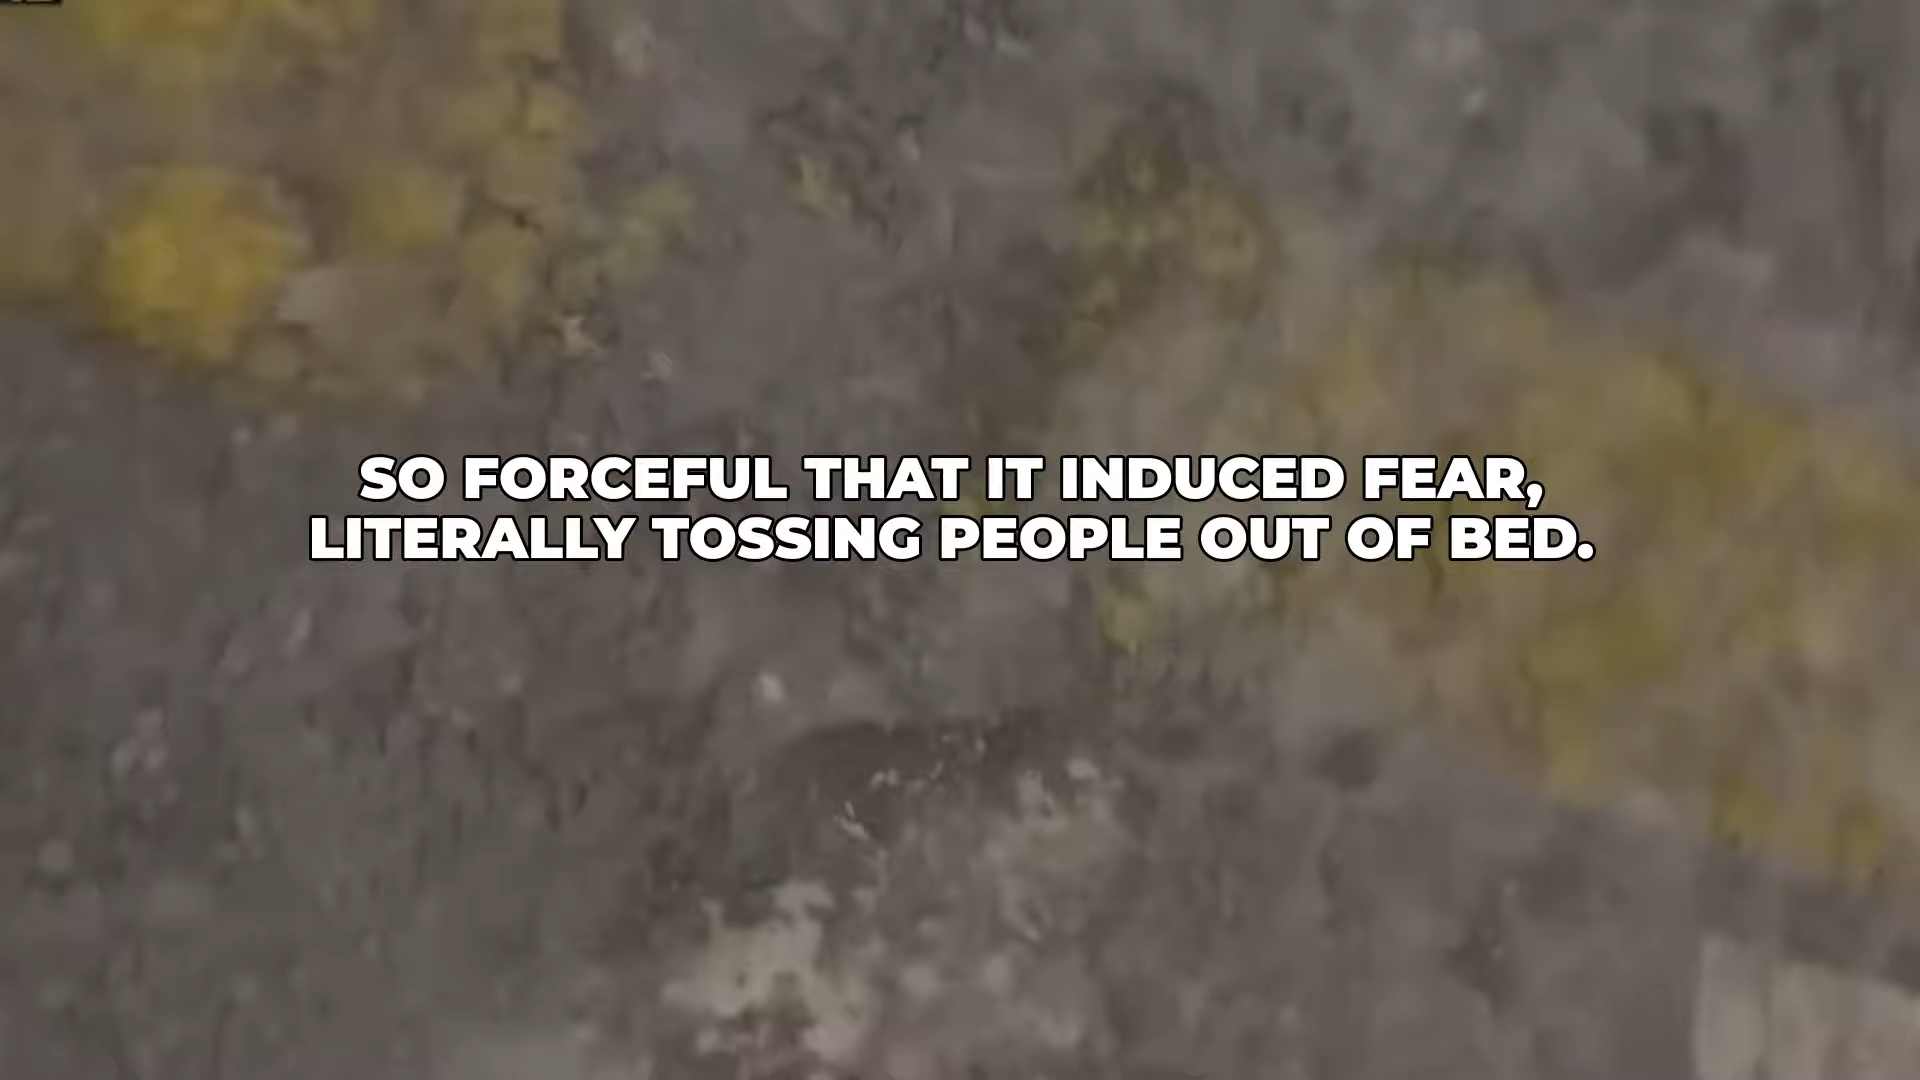 SO FORCEFUL THAT IT INDUCED FEAR,
LITERALLY TOSSING PEOPLE OUT OF BED.